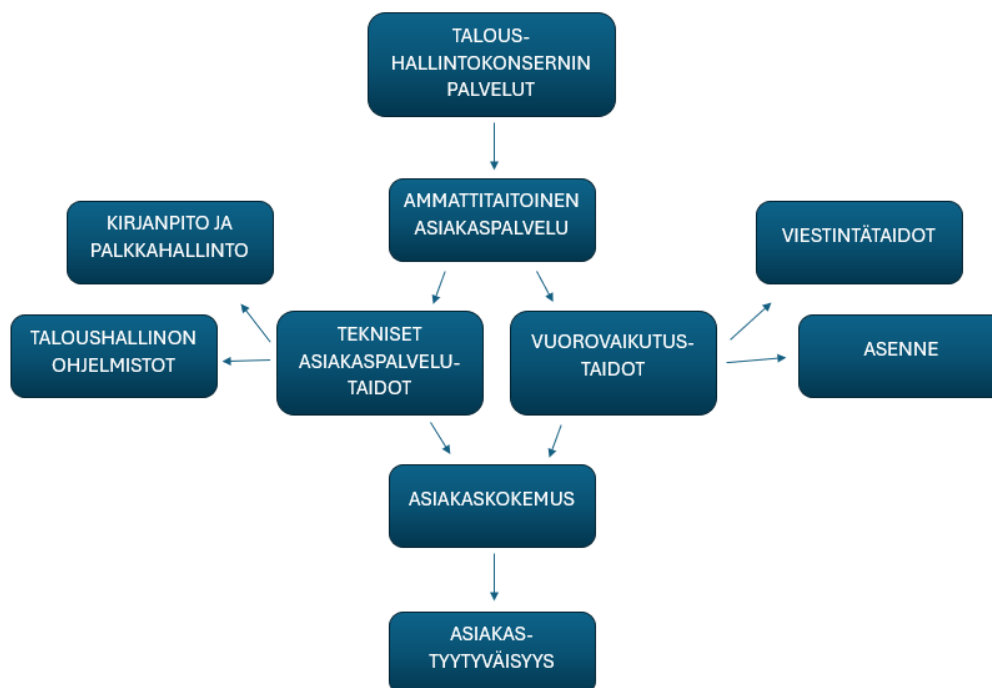 TALOUS-
HALLINTOKONSERNIN
PALVELUT
AMMATTITAITOINEN
ASIAKASPALVELU
KIRJANPITO JA
PALKKAHALLINTO
VIESTINTÄTAIDOT
TALOUSHALLINON
OHJELMISTOT
TEKNISET
ASIAKASPALVELU-
TAIDOT
VUOROVAIKUTUS-
TAIDOT
ASENNE
ASIAKASKOKEMUS
ASIAKAS-
TYYTYVÄISYYS